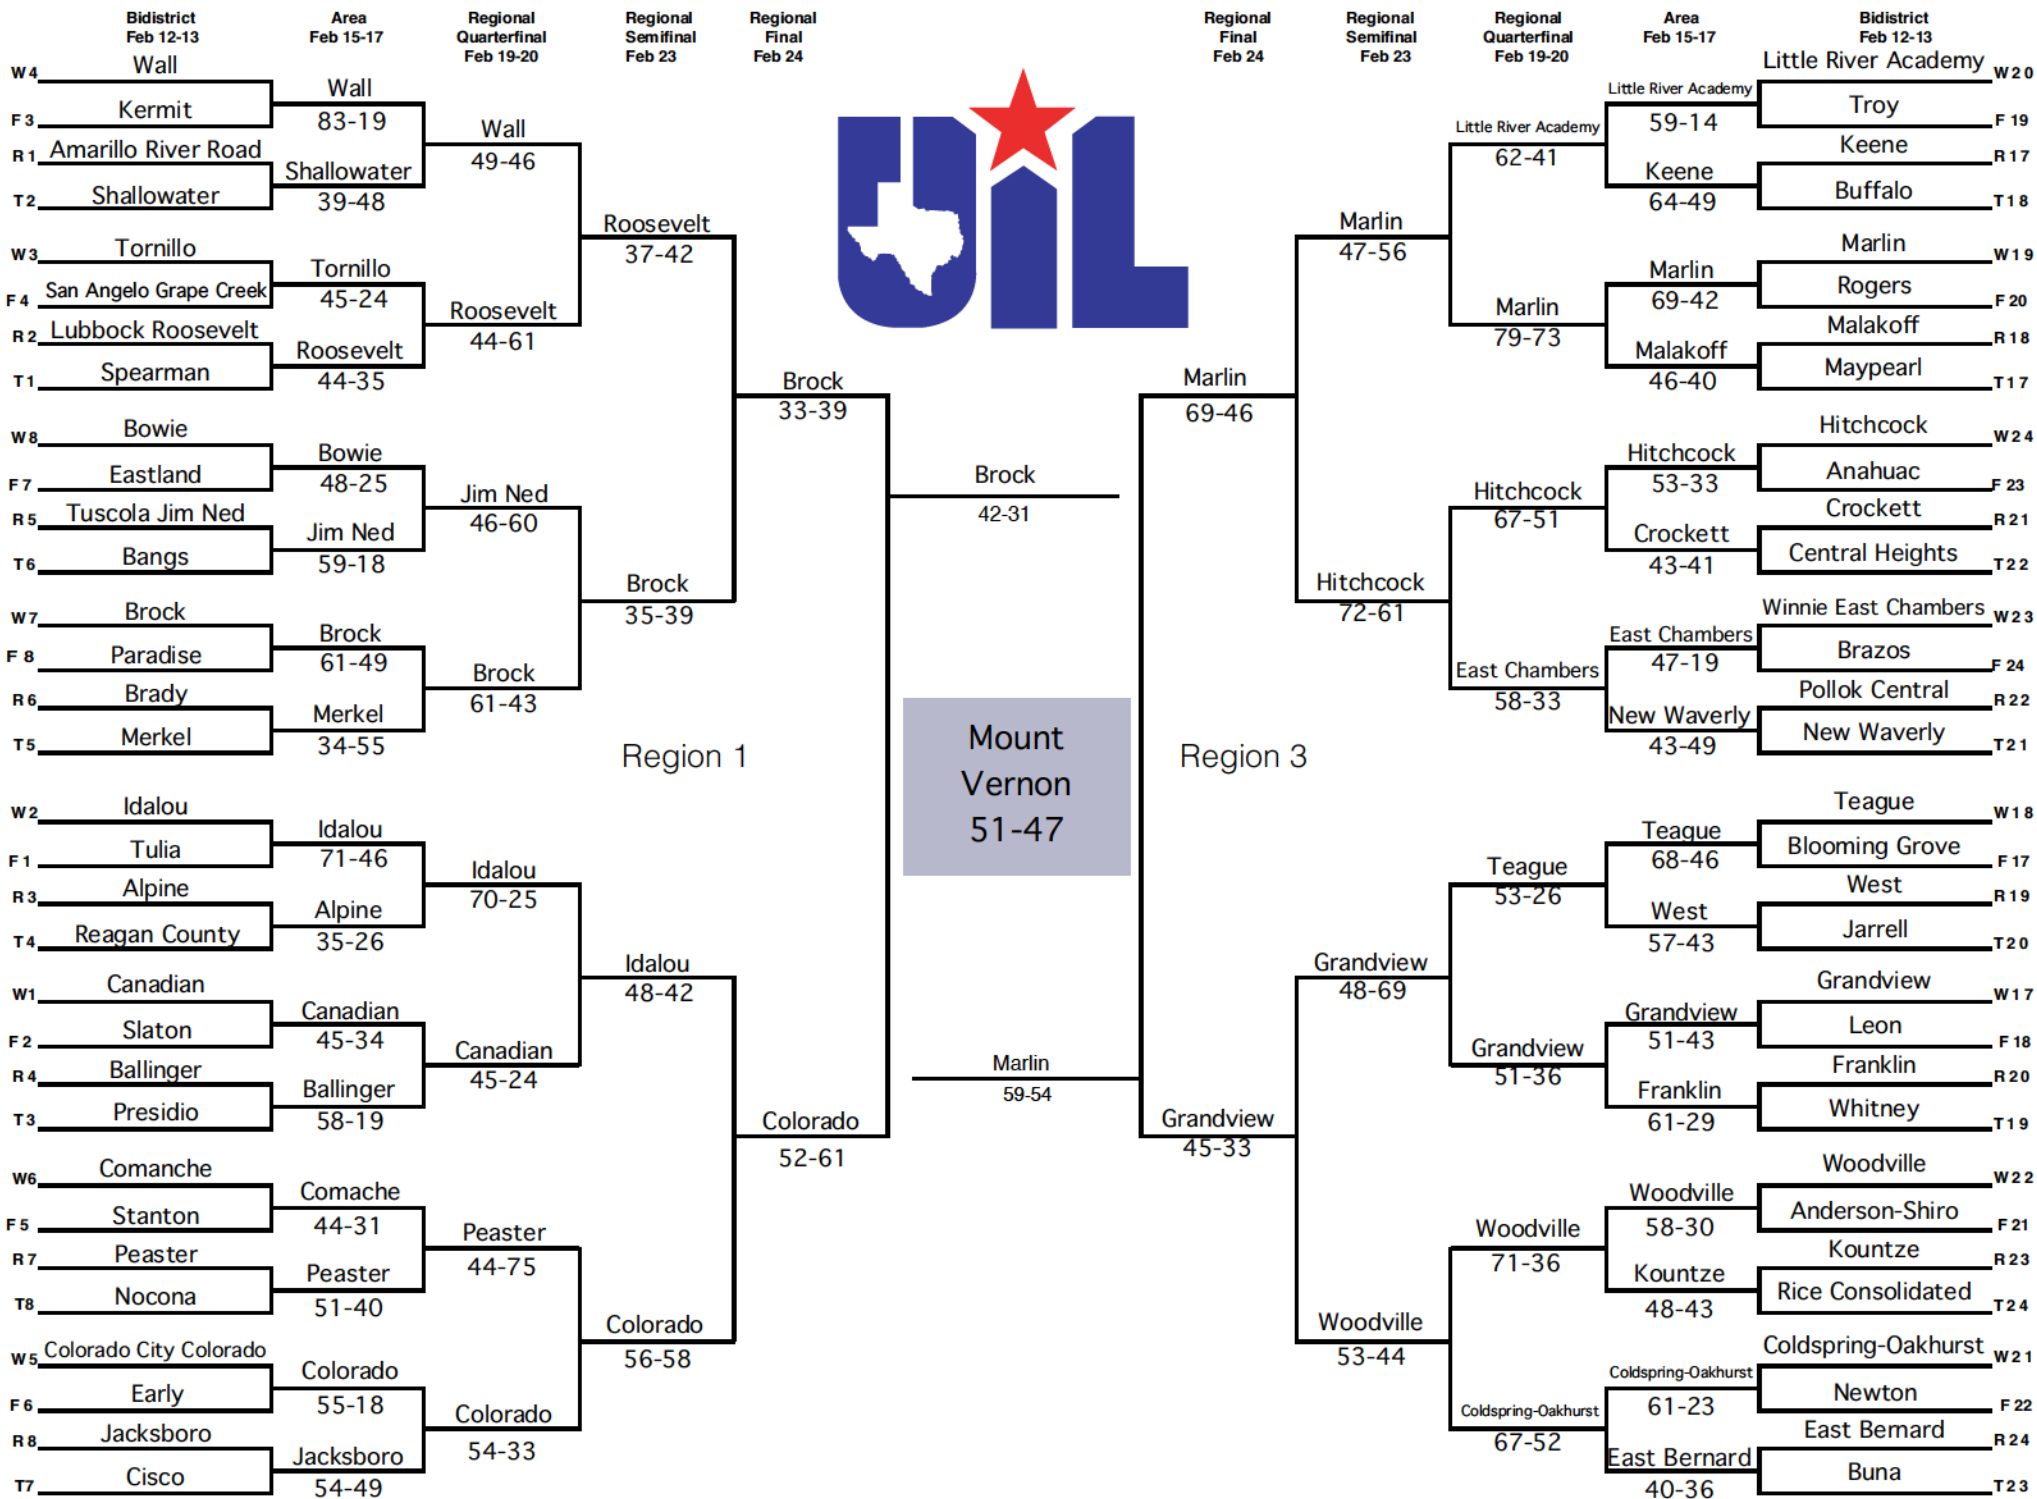 Bidistrict
Feb 12-13
Area
Feb 15-17
Regional
Quarterfinal
Feb 19-20
Regional
Semifinal
Feb 23
Regional
Final
Feb 24
Regional
Final
Feb 24
Regional
Semifinal
Feb 23
Regional
Quarterfinal
Feb 19-20
Area
Feb 15-17
Bidistrict
Feb 12-13
W4 Wall
F3 Kermit
R1 Amarillo River Road
T2 Shallowater
W3 Tornillo
F4 San Angelo Grape Creek
R2 Lubbock Roosevelt
T1 Spearman
W8 Bowie
F7 Eastland
R5 Tuscola Jim Ned
T6 Bangs
W7 Brock
F8 Paradise
R6 Brady
T5 Merkel
W2 Idalou
F1 Tulia
R3 Alpine
T4 Reagan County
W1 Canadian
F2 Slaton
R4 Ballinger
T3 Presidio
W6 Comanche
F5 Stanton
R7 Peaster
T8 Nocona
W5 Colorado City Colorado
F6 Early
R8 Jacksboro
T7 Cisco
Wall
83-19
Shallowater
39-48
Tornillo
45-24
Roosevelt
44-35
Bowie
48-25
Jim Ned
59-18
Brock
61-49
Merkel
34-55
Idalou
71-46
Alpine
35-26
Canadian
45-34
Ballinger
58-19
Comache
44-31
Peaster
51-40
Colorado
55-18
Jacksboro
54-49
Wall
49-46
Roosevelt
44-61
Jim Ned
46-60
Brock
61-43
Idalou
70-25
Canadian
45-24
Peaster
44-75
Colorado
54-33
Roosevelt
37-42
Brock
35-39
Idalou
48-42
Colorado
56-58
Region 1
Brock
33-39
Colorado
52-61
UIL
Brock
42-31
Mount
Vernon
51-47
Marlin
59-54
Marlin
69-46
Grandview
45-33
Region 3
Marlin
47-56
Hitchcock
72-61
Grandview
48-69
Woodville
53-44
Little River Academy
62-41
Marlin
79-73
Hitchcock
67-51
East Chambers
58-33
Teague
53-26
Grandview
51-36
Woodville
71-36
Coldspring-Oakhurst
67-52
Little River Academy
59-14
Keene
64-49
Marlin
69-42
Malakoff
46-40
Hitchcock
53-33
Crockett
43-41
East Chambers
47-19
New Waverly
43-49
Teague
68-46
West
57-43
Grandview
51-43
Franklin
61-29
Woodville
58-30
Kountze
48-43
Coldspring-Oakhurst
61-23
East Bernard
40-36
Little River Academy W20
Troy F19
Keene R17
Buffalo T18
Marlin W19
Rogers F20
Malakoff R18
Maypearl T17
Hitchcock W24
Anahuac F23
Crockett R21
Central Heights T22
Winnie East Chambers W23
Brazos F24
Pollok Central R22
New Waverly T21
Teague W18
Blooming Grove F17
West R19
Jarrell T20
Grandview W17
Leon F18
Franklin R20
Whitney T19
Woodville W22
Anderson-Shiro F21
Kountze R23
Rice Consolidated T24
Coldspring-Oakhurst W21
Newton F22
East Bernard R24
Buna T23